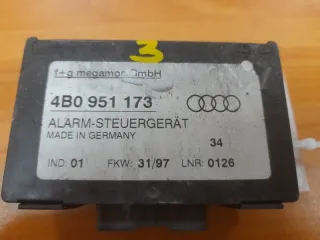 3
f+g megamos GmbH
4B0 951 173
ALARM-STEUERGERÄT
MADE IN GERMANY
34
IND: 01 FKW: 31/97 LNR: 0126